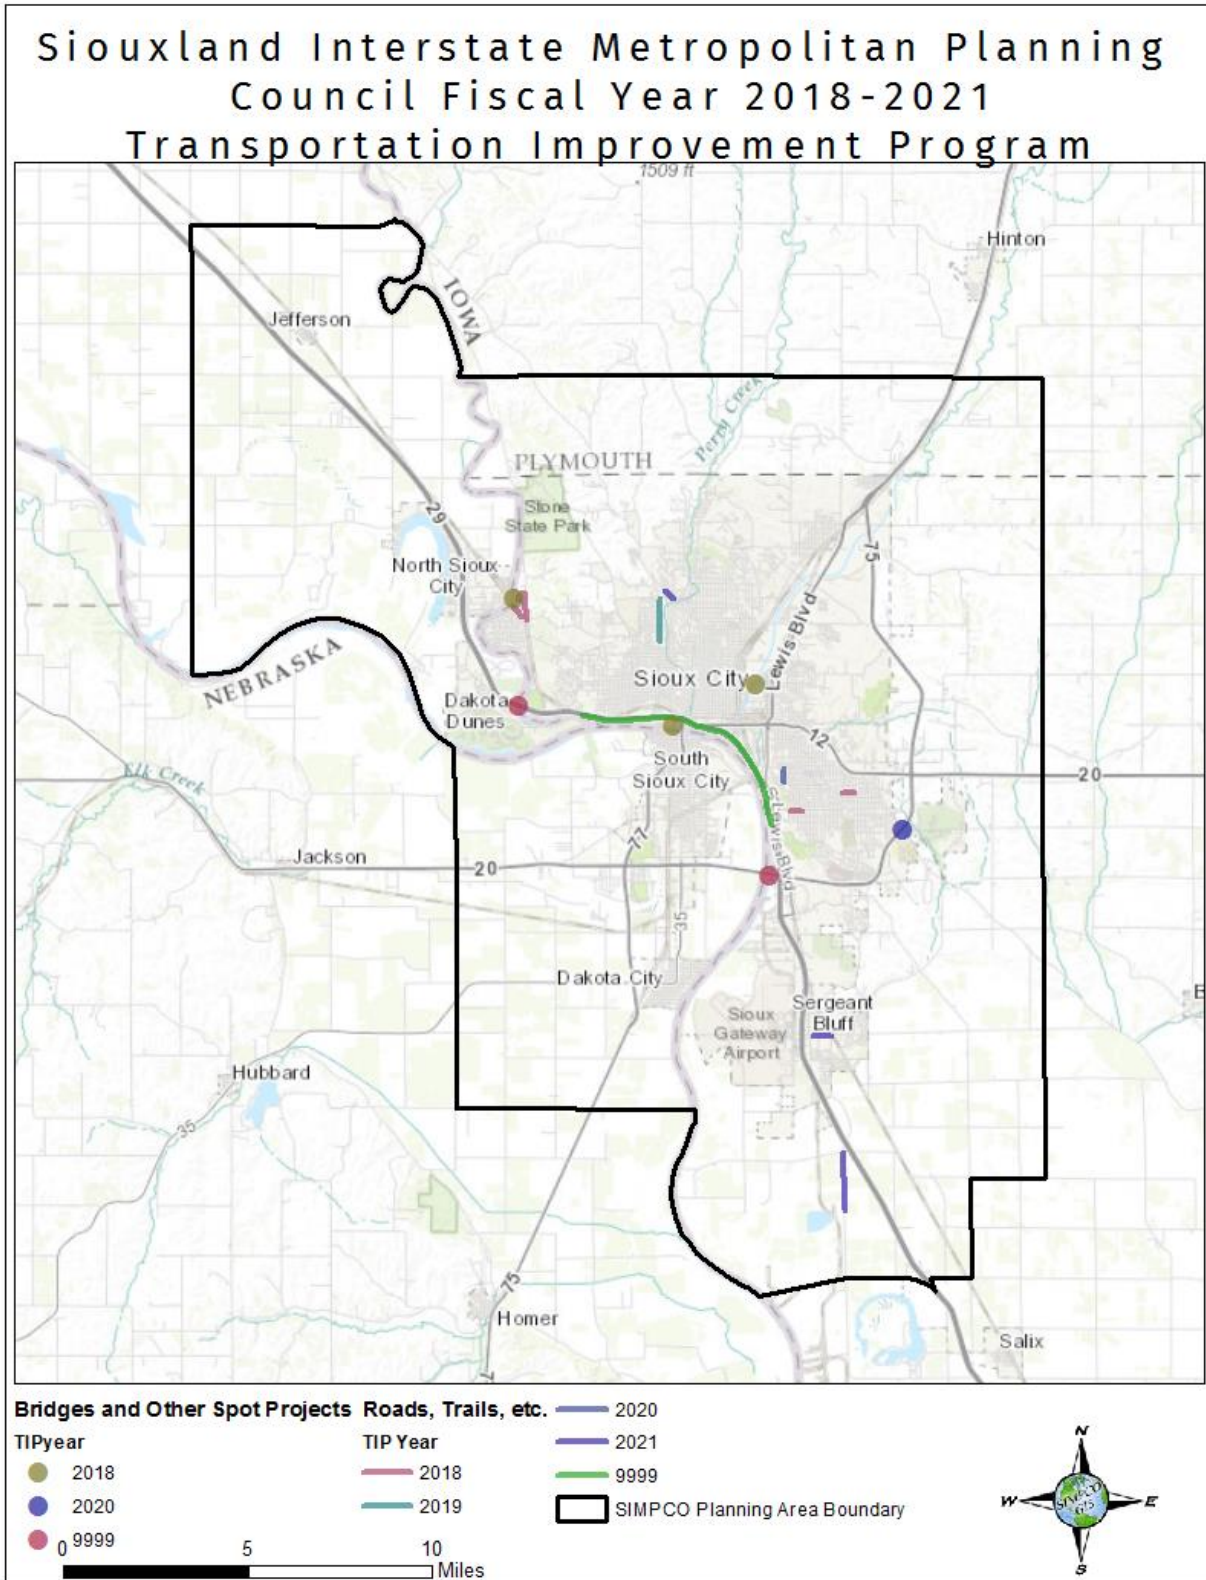 Siouxland Interstate Metropolitan Planning
Council Fiscal Year 2018-2021
Transportation Improvement Program
1509 ft
Hinton
IOWA
Jefferson
Perry Creek
PLYMOUTH
Stone
State Park
29
75
North Sioux
City
Lewis Blvd
NEBRASKA
Sioux City
Dakota
Dunes
12
South
Sioux City
20
Elk Creek
S Lewis Blvd
77
Jackson
20
35
Dakota City
Sioux
Gateway
Airport
Sergeant
Bluff
E
Hubbard
35
75
Homer
Salix
7
Bridges and Other Spot Projects
TIPyear
2018
2020
9999
Roads, Trails, etc.
TIP Year
2018
2019
2020
2021
9999
SIMPCO Planning Area Boundary
0 5 10
Miles
N
W
E
S
SIMPCO
GIS